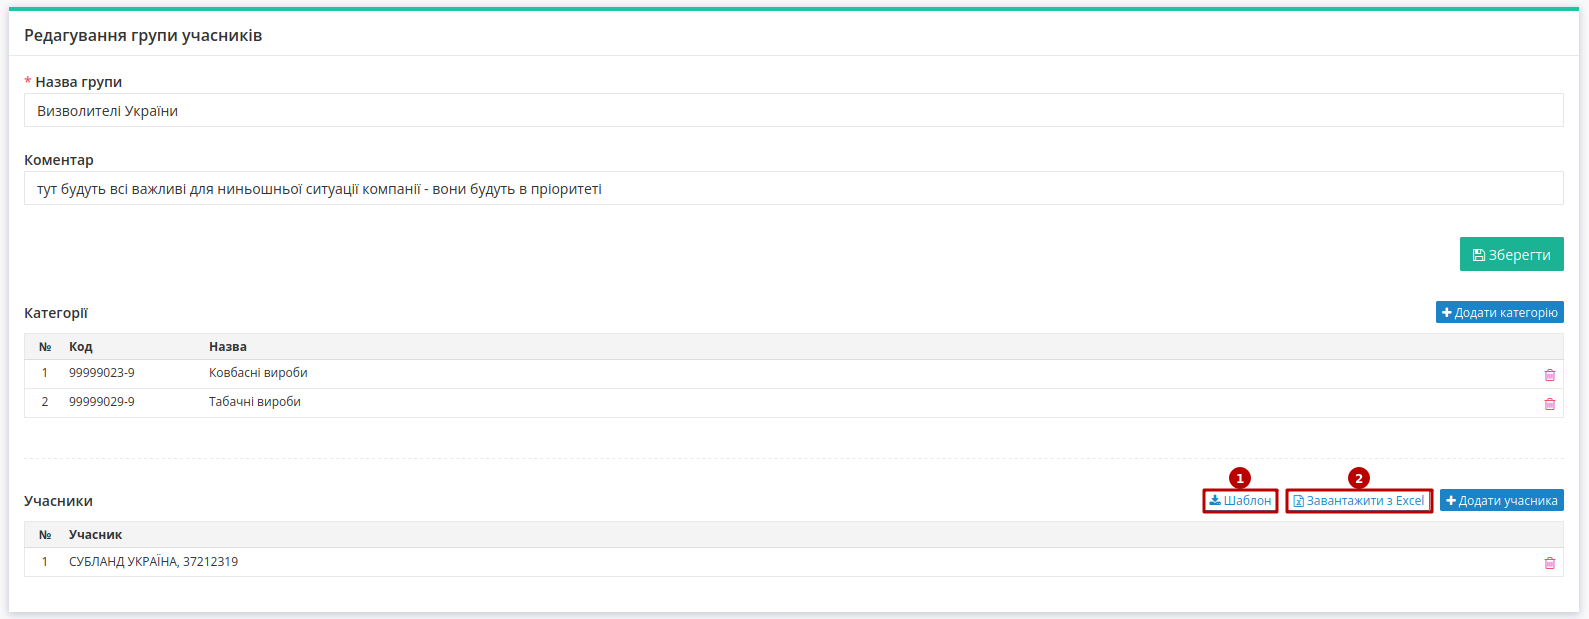 Редагування групи учасників
* Назва групи
Визволителі України
Коментар
тут будуть всі важливі для ниньошньої ситуації компанії - вони будуть в пріоритеті
Зберегти
Категорії
Додати категорію
№ Код Назва
1 99999023-9 Ковбасні вироби
2 99999029-9 Табачні вироби
1 2
Учасники Шаблон Завантажити з Excel Додати учасника
№ Учасник
1 СУБЛАНД УКРАЇНА, 37212319